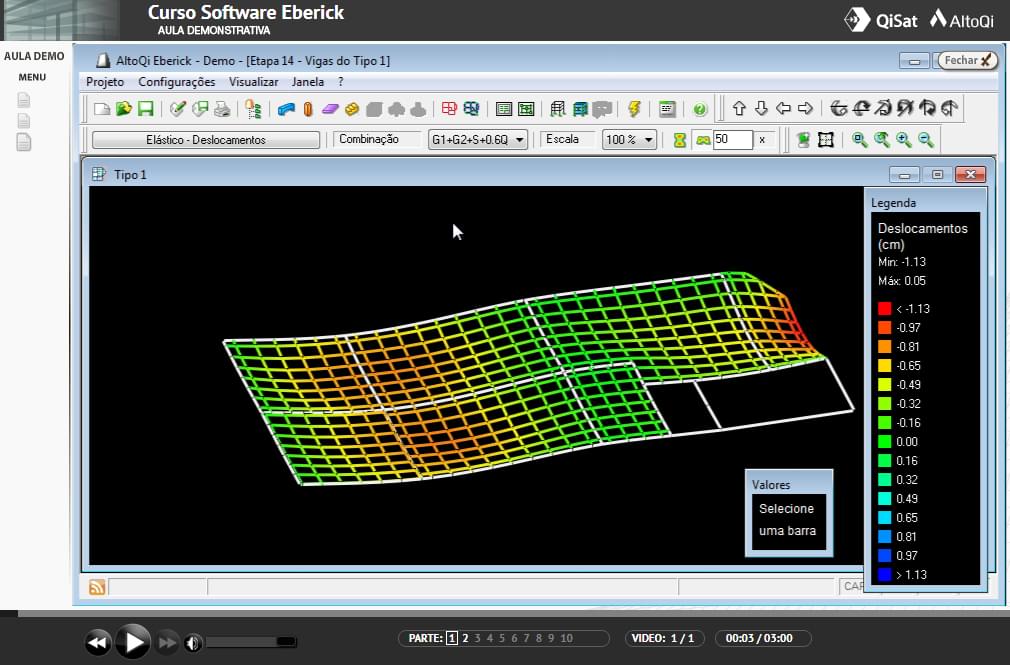 Curso Software Eberick
AULA DEMONSTRATIVA
QiSat
AltoQi
AULA DEMO
MENU
AltoQi Eberick - Demo - [Etapa 14 - Vigas do Tipo 1]
Fechar
Projeto Configurações Visualizar Janela ?
Elástico - Deslocamentos
Combinação
G1+G2+S+0.6Q
Escala
100 %
50
x
Tipo 1
Legenda
Deslocamentos
(cm)
Min: -1.13
Máx: 0.05
< -1.13
-0.97
-0.81
-0.65
-0.49
-0.32
-0.16
0.00
0.16
0.32
0.49
0.65
0.81
0.97
> 1.13
Valores
Selecione
uma barra
PARTE: 1 2 3 4 5 6 7 8 9 10
VIDEO: 1 / 1
00:03 / 03:00